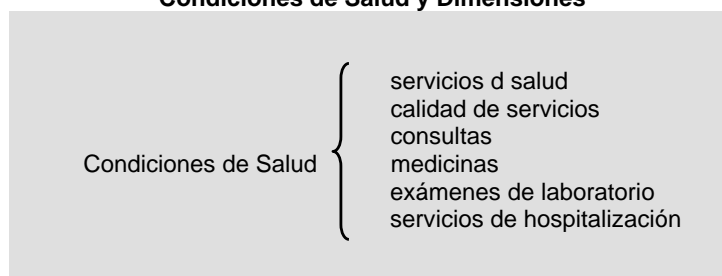 Condiciones de Salud y Dimensiones
servicios d salud
calidad de servicios
consultas
Condiciones de Salud
medicinas
exámenes de laboratorio
servicios de hospitalización